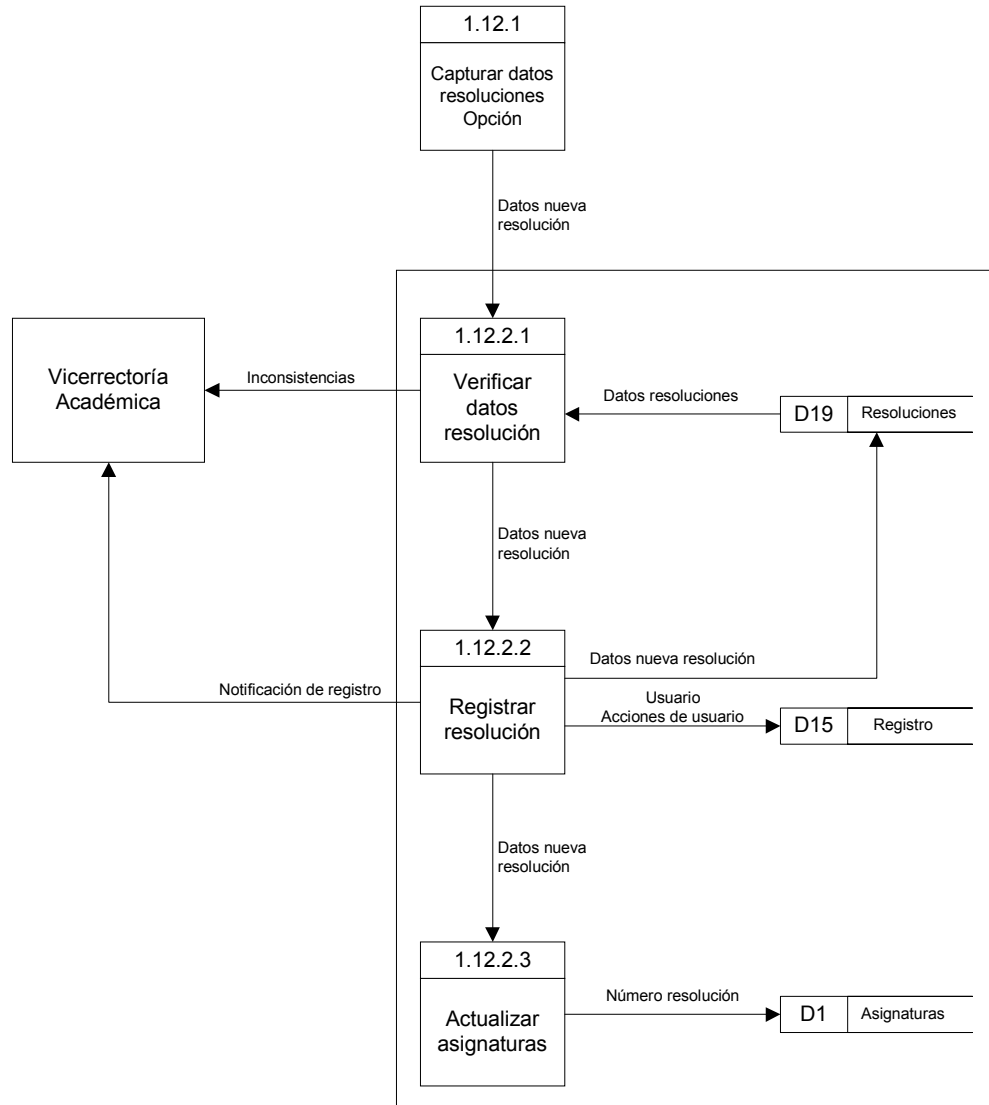 1.12.1
Capturar datos
resoluciones
Opción
Datos nueva
resolución
1.12.2.1
Verificar
datos
resolución
Vicerrectoría
Académica
Inconsistencias
Datos resoluciones
D19
Resoluciones
Datos nueva
resolución
1.12.2.2
Registrar
resolución
Datos nueva resolución
Notificación de registro
Usuario
Acciones de usuario
D15
Registro
Datos nueva
resolución
1.12.2.3
Actualizar
asignaturas
Número resolución
D1
Asignaturas